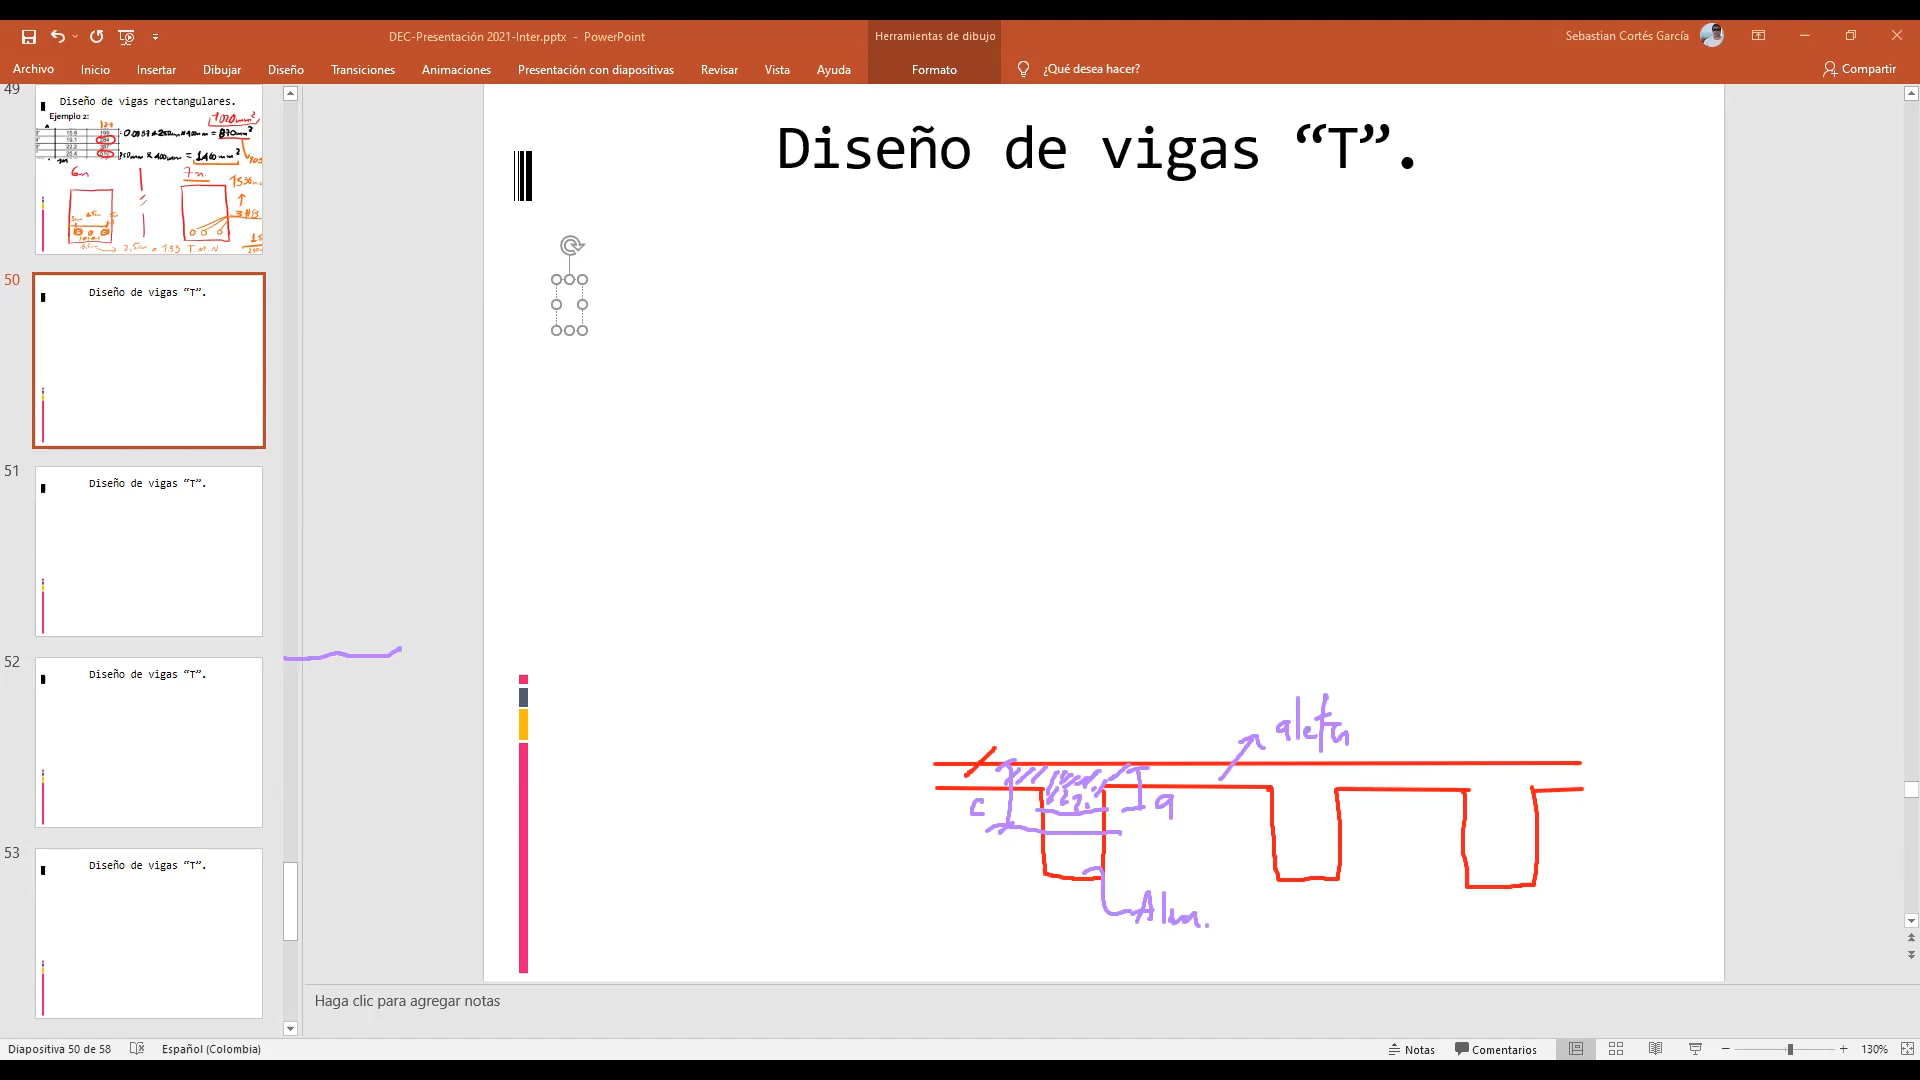 DEC-Presentación 2021-Inter.pptx - PowerPoint
Herramientas de dibujo
Sebastian Cortés García
Archivo Inicio Insertar Dibujar Diseño Transiciones Animaciones Presentación con diapositivas Revisar Vista Ayuda Formato ¿Qué desea hacer? Compartir
49
Diseño de vigas rectangulares.
Ejemplo 2:
50
Diseño de vigas “T”.
51
Diseño de vigas “T”.
52
Diseño de vigas “T”.
53
Diseño de vigas “T”.
Diseño de vigas “T”.
aleta
c
a
Alma.
Haga clic para agregar notas
Diapositiva 50 de 58 Español (Colombia) Notas Comentarios 130%